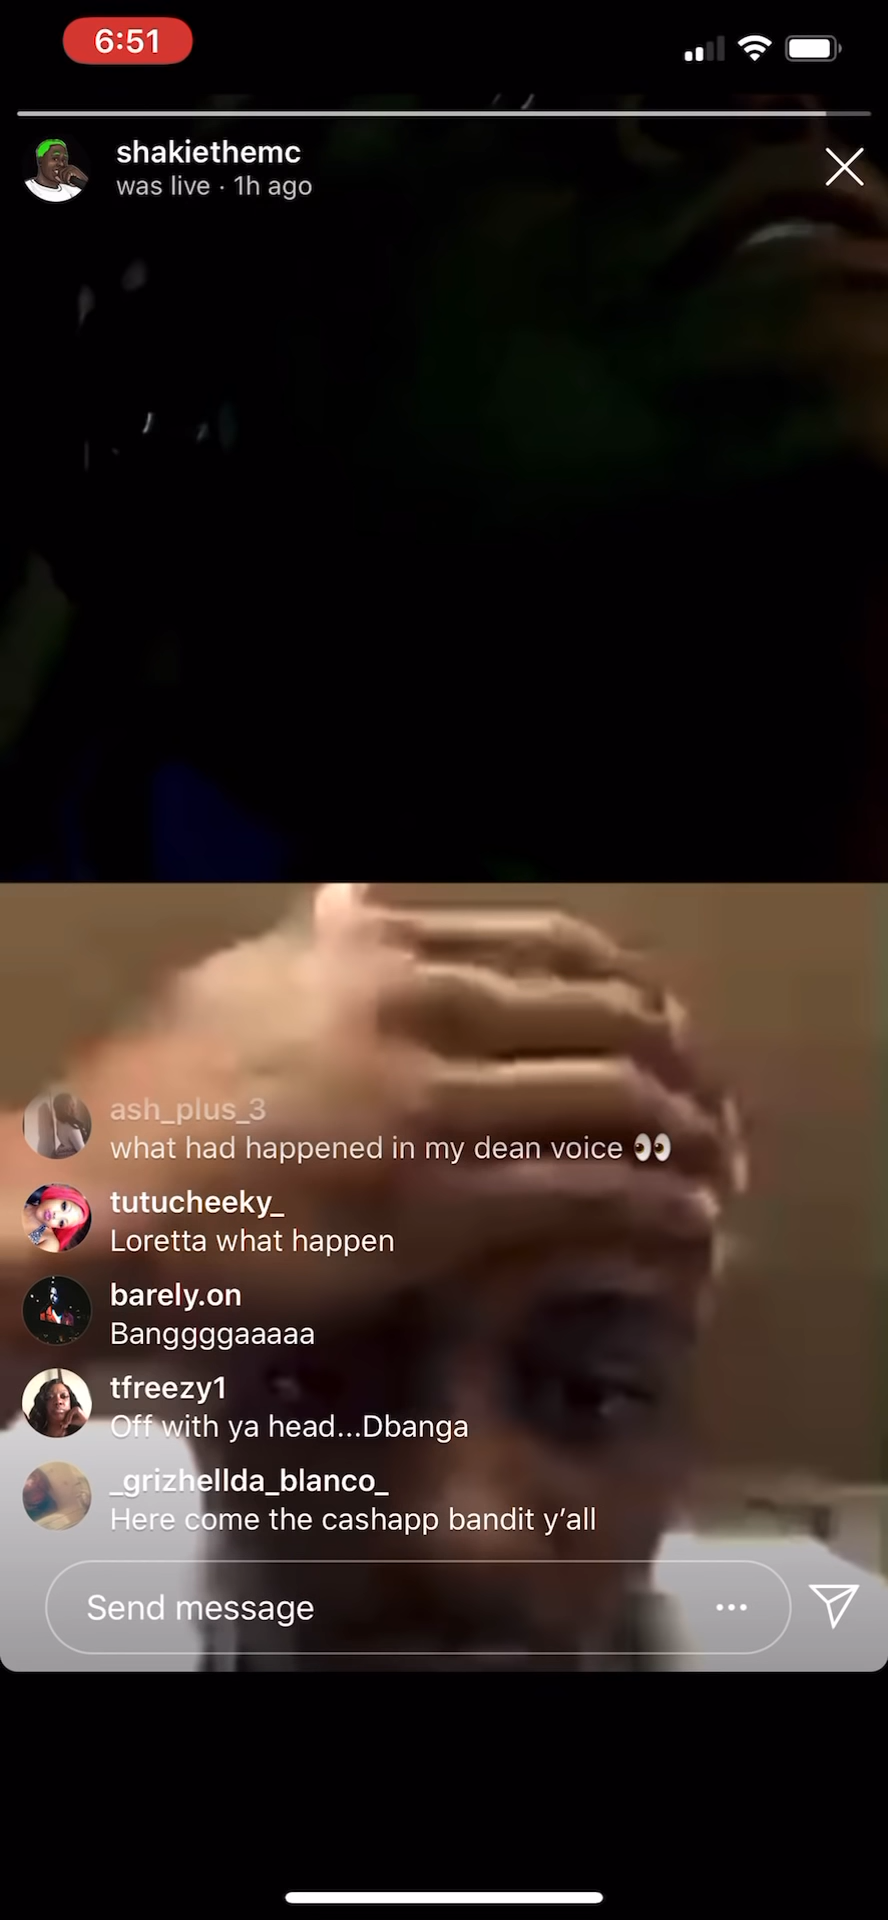 6:51
shakiethemc
was live · 1h ago
ash_plus_3
what had happened in my dean voice 👀
tutucheeky_
Loretta what happen
barely.on
Banggggaaaaa
tfreezy1
Off with ya head...Dbanga
_grizhellda_blanco_
Here come the cashapp bandit y’all
Send message